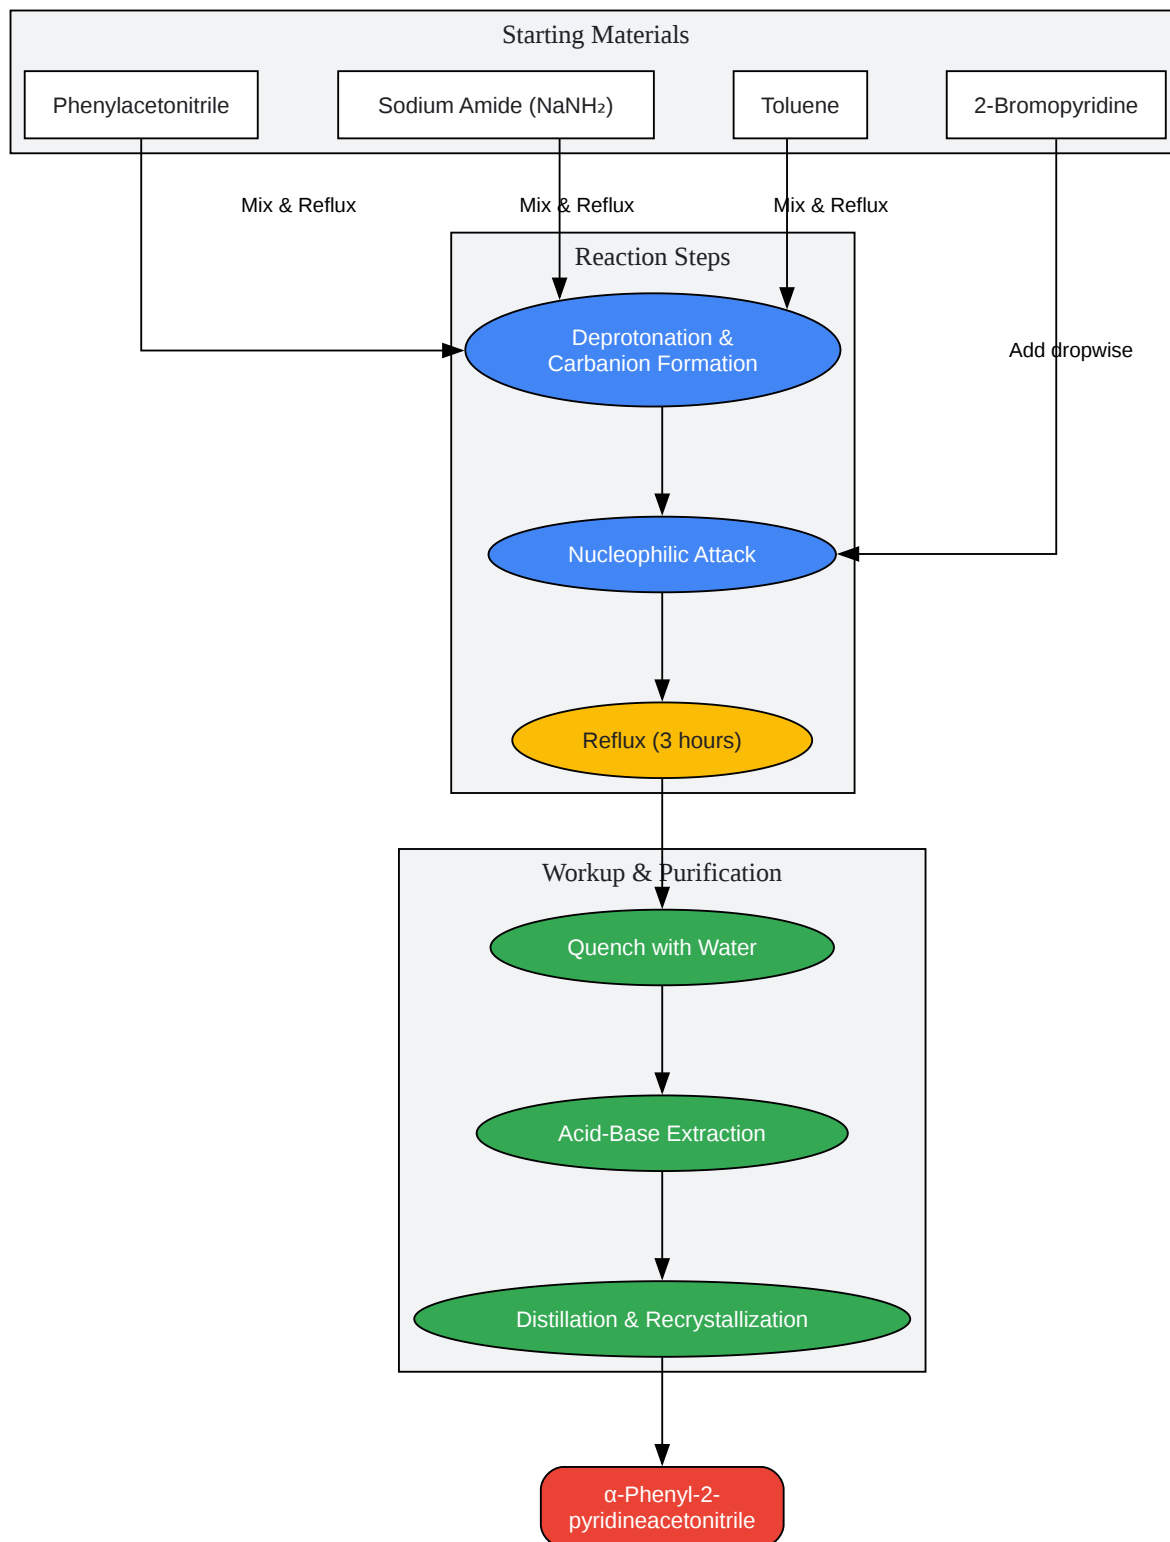 Starting Materials
Phenylacetonitrile
Sodium Amide (NaNH₂)
Toluene
2-Bromopyridine
Mix & Reflux
Mix & Reflux
Mix & Reflux
Reaction Steps
Deprotonation &
Carbanion Formation
Add dropwise
Nucleophilic Attack
Reflux (3 hours)
Workup & Purification
Quench with Water
Acid-Base Extraction
Distillation & Recrystallization
α-Phenyl-2-
pyridineacetonitrile